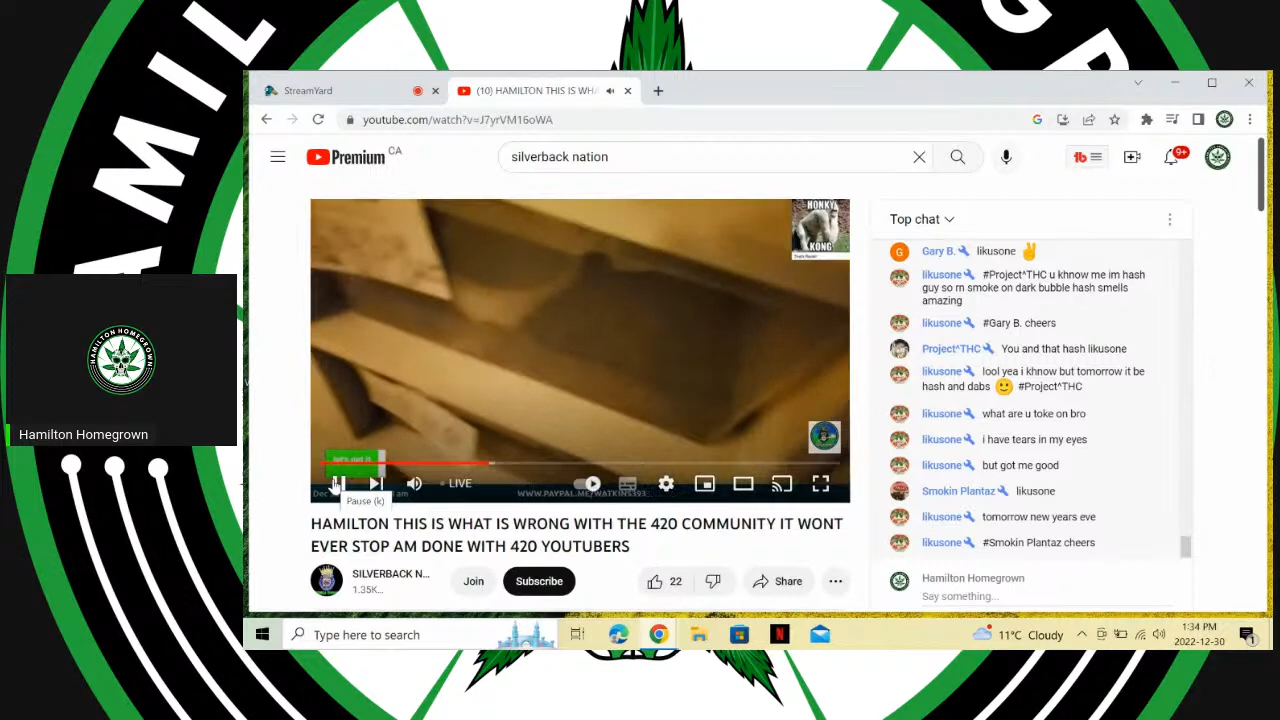 HAMIL
GR
StreamYard
(10) HAMILTON THIS IS WHA
youtube.com/watch?v=J7yrVM16oWA
Premium CA
silverback nation
9+
HONKY
KONG
Top chat
Gary B. likusone
likusone #Project^THC u khnow me im hash
guy so rn smoke on dark bubble hash smells
amazing
likusone #Gary B. cheers
Project^THC You and that hash likusone
likusone lool yea i khnow but tomorrow it be
hash and dabs #Project^THC
likusone what are u toke on bro
likusone i have tears in my eyes
likusone but got me good
Smokin Plantaz likusone
likusone tomorrow new years eve
likusone #Smokin Plantaz cheers
Hamilton Homegrown
Say something...
LIVE
Pause (k)
HAMILTON THIS IS WHAT IS WRONG WITH THE 420 COMMUNITY IT WONT
EVER STOP AM DONE WITH 420 YOUTUBERS
SILVERBACK N...
1.35K...
Join
Subscribe
22
Share
HAMILTON HOMEGROWN
Hamilton Homegrown
Type here to search
11°C Cloudy
1:34 PM
2022-12-30
1